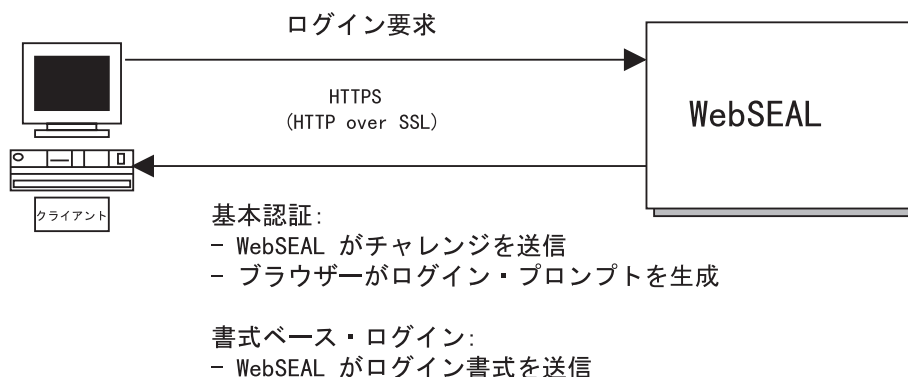 ログイン要求
HTTPS
(HTTP over SSL)
WebSEAL
クライアント
基本認証:
- WebSEAL がチャレンジを送信
- ブラウザーがログイン・プロンプトを生成
書式ベース・ログイン:
- WebSEAL がログイン書式を送信